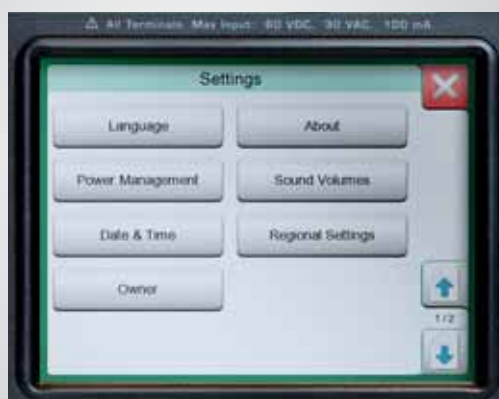 ⚠ All Terminals Max Input: 60 VDC, 30 VAC, 100 mA
Settings
Language
About
Power Management
Sound Volumes
Date & Time
Regional Settings
Owner
1/2